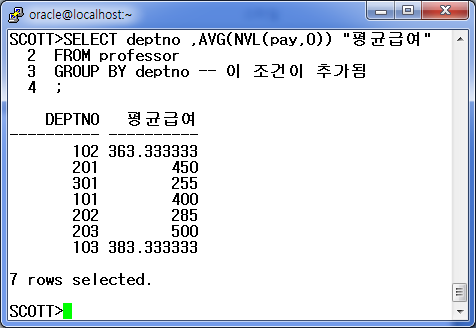 oracle@localhost:~
SCOTT>SELECT deptno ,AVG(NVL(pay,0)) "평균급여"
2 FROM professor
3 GROUP BY deptno -- 이 조건이 추가됨
4 ;
DEPTNO 평균급여
---------- ----------
102 363.333333
201 450
301 255
101 400
202 285
203 500
103 383.333333
7 rows selected.
SCOTT>